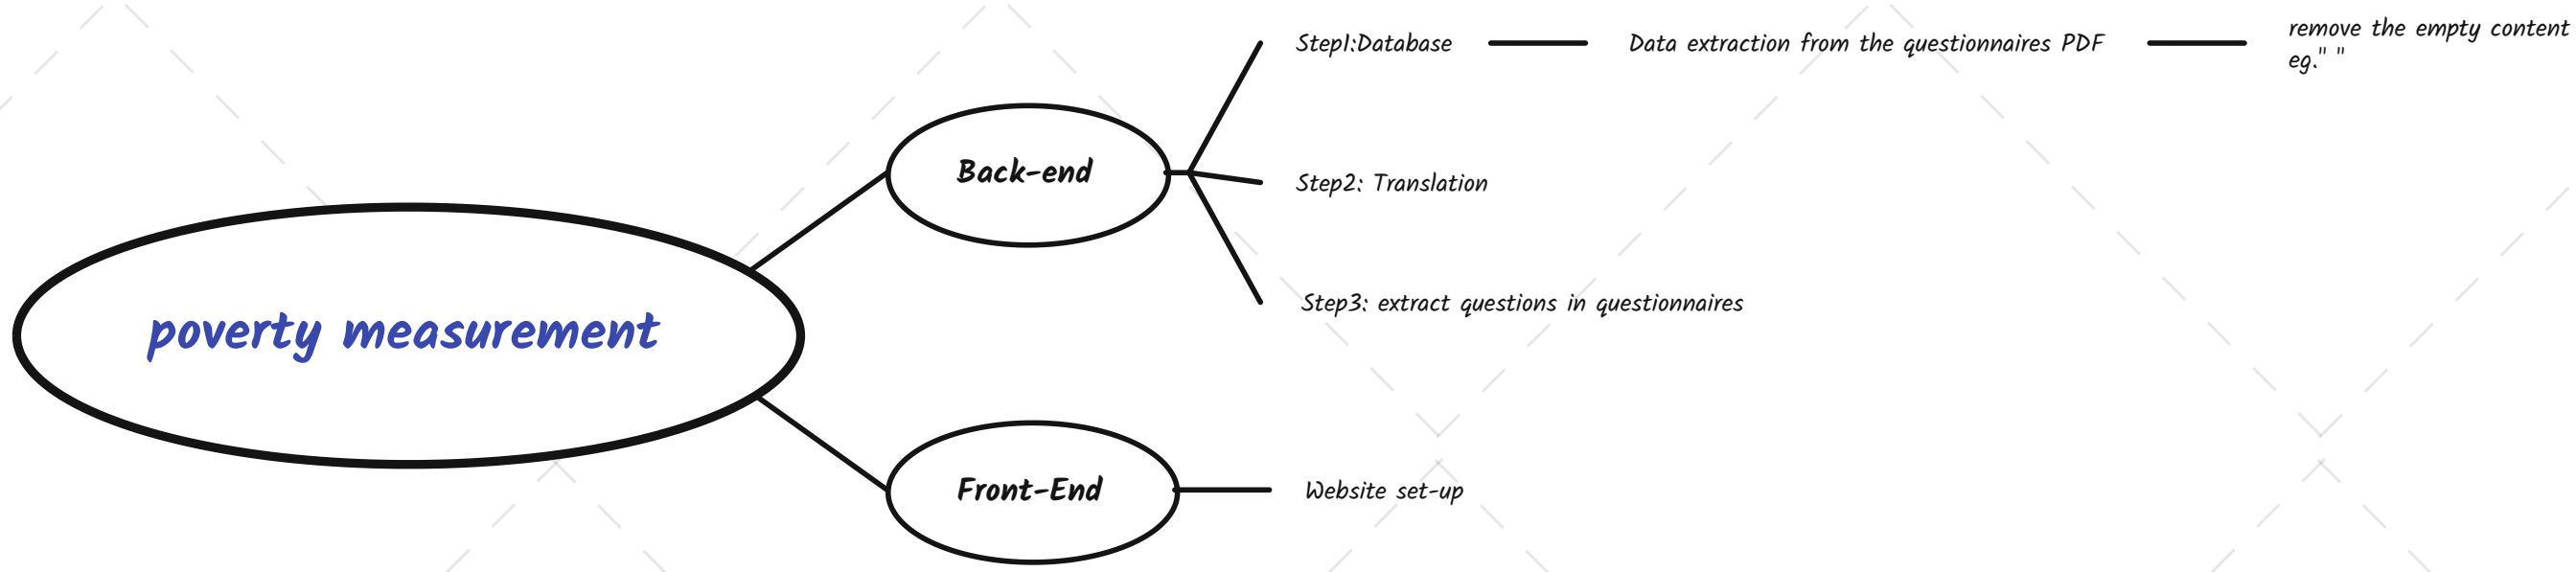 Step1:Database
Data extraction from the questionnaires PDF
remove the empty content
eg." "
Back-end
Step2: Translation
Step3: extract questions in questionnaires
poverty measurement
Front-End
Website set-up